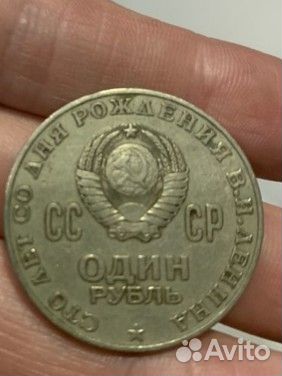 СТО ЛЕТ СО ДНЯ РОЖДЕНИЯ В.И.ЛЕНИНА
СС СР
ОДИН
РУБЛЬ
Avito